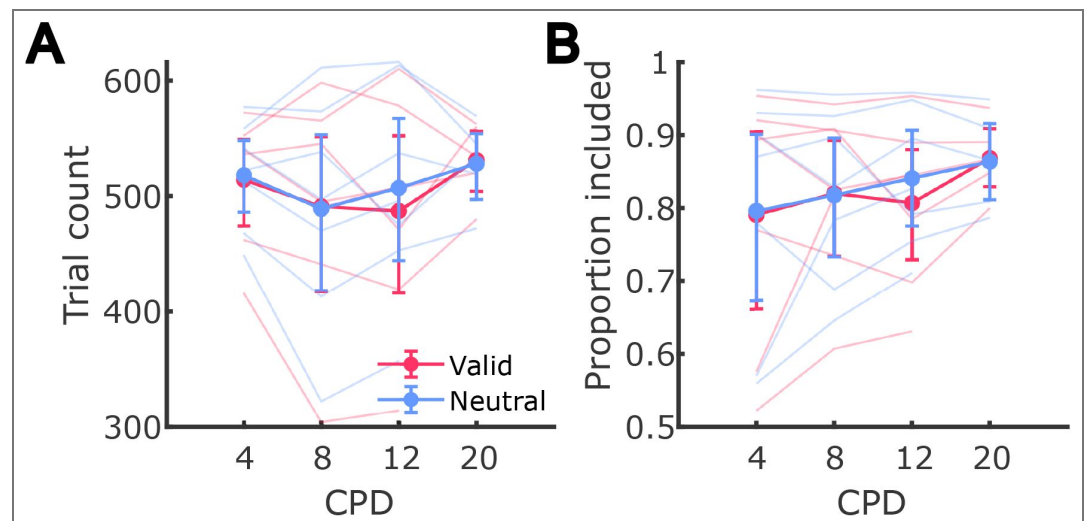 A
Trial count
600
500
400
300
4 8 12 20
CPD
Valid
Neutral
B
Proportion included
1
0.9
0.8
0.7
0.6
0.5
4 8 12 20
CPD